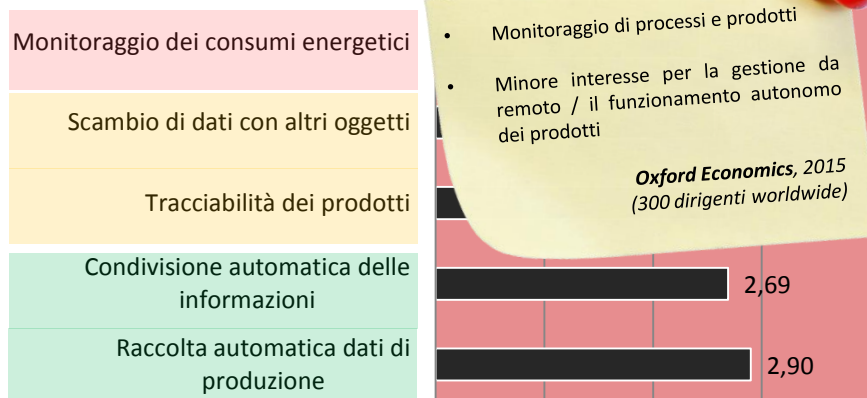 Monitoraggio dei consumi energetici
Scambio di dati con altri oggetti
Tracciabilità dei prodotti
Condivisione automatica delle
informazioni
Raccolta automatica dati di
produzione
• Monitoraggio di processi e prodotti
• Minore interesse per la gestione da
remoto / il funzionamento autonomo
dei prodotti
Oxford Economics, 2015
(300 dirigenti worldwide)
2,69
2,90